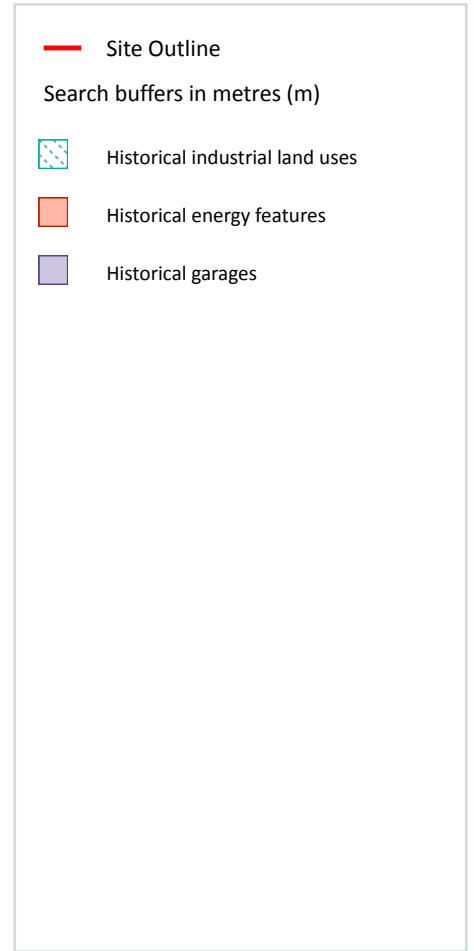 Site Outline
Search buffers in metres (m)
Historical industrial land uses
Historical energy features
Historical garages